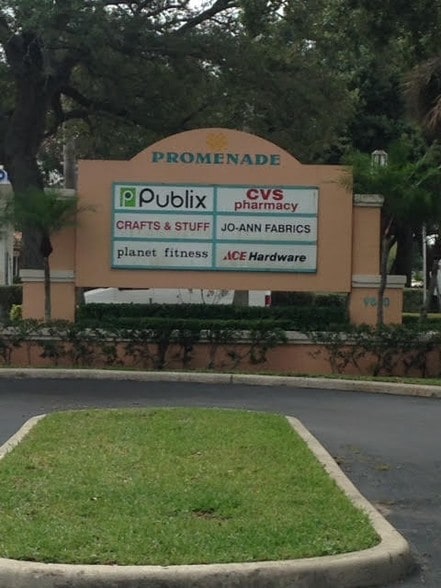 PROMENADE
Publix
CVS
pharmacy
CRAFTS & STUFF
JO-ANN FABRICS
planet fitness
ACE Hardware